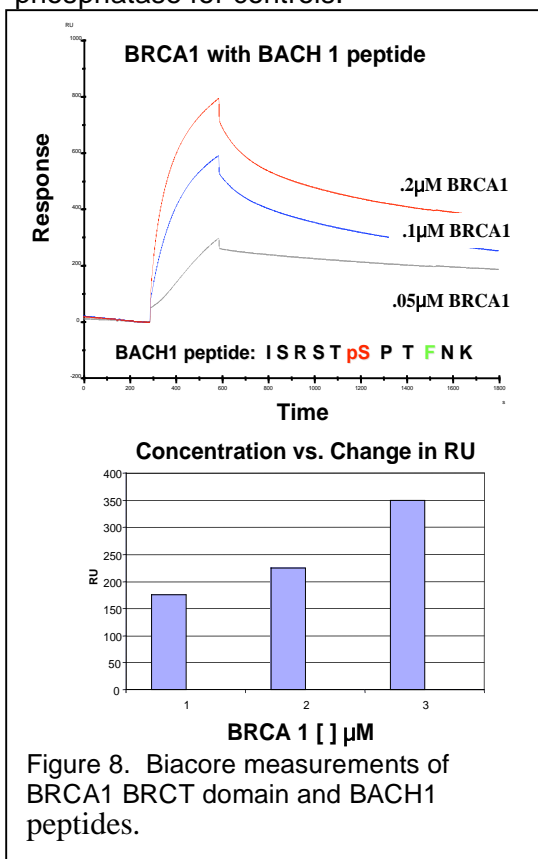 phosphatase for controls.
RU
BRCA1 with BACH 1 peptide
1000
800
600
400
200
0
-200
Response
.2µM BRCA1
.1µM BRCA1
.05µM BRCA1
BACH1 peptide: I S R S T pS P T F N K
0 200 400 600 800 1000 1200 1400 1600 1800
s
Time
Concentration vs. Change in RU
400
350
300
250
200
150
100
50
0
RU
1 2 3
BRCA 1 [ ] µM
Figure 8. Biacore measurements of
BRCA1 BRCT domain and BACH1
peptides.